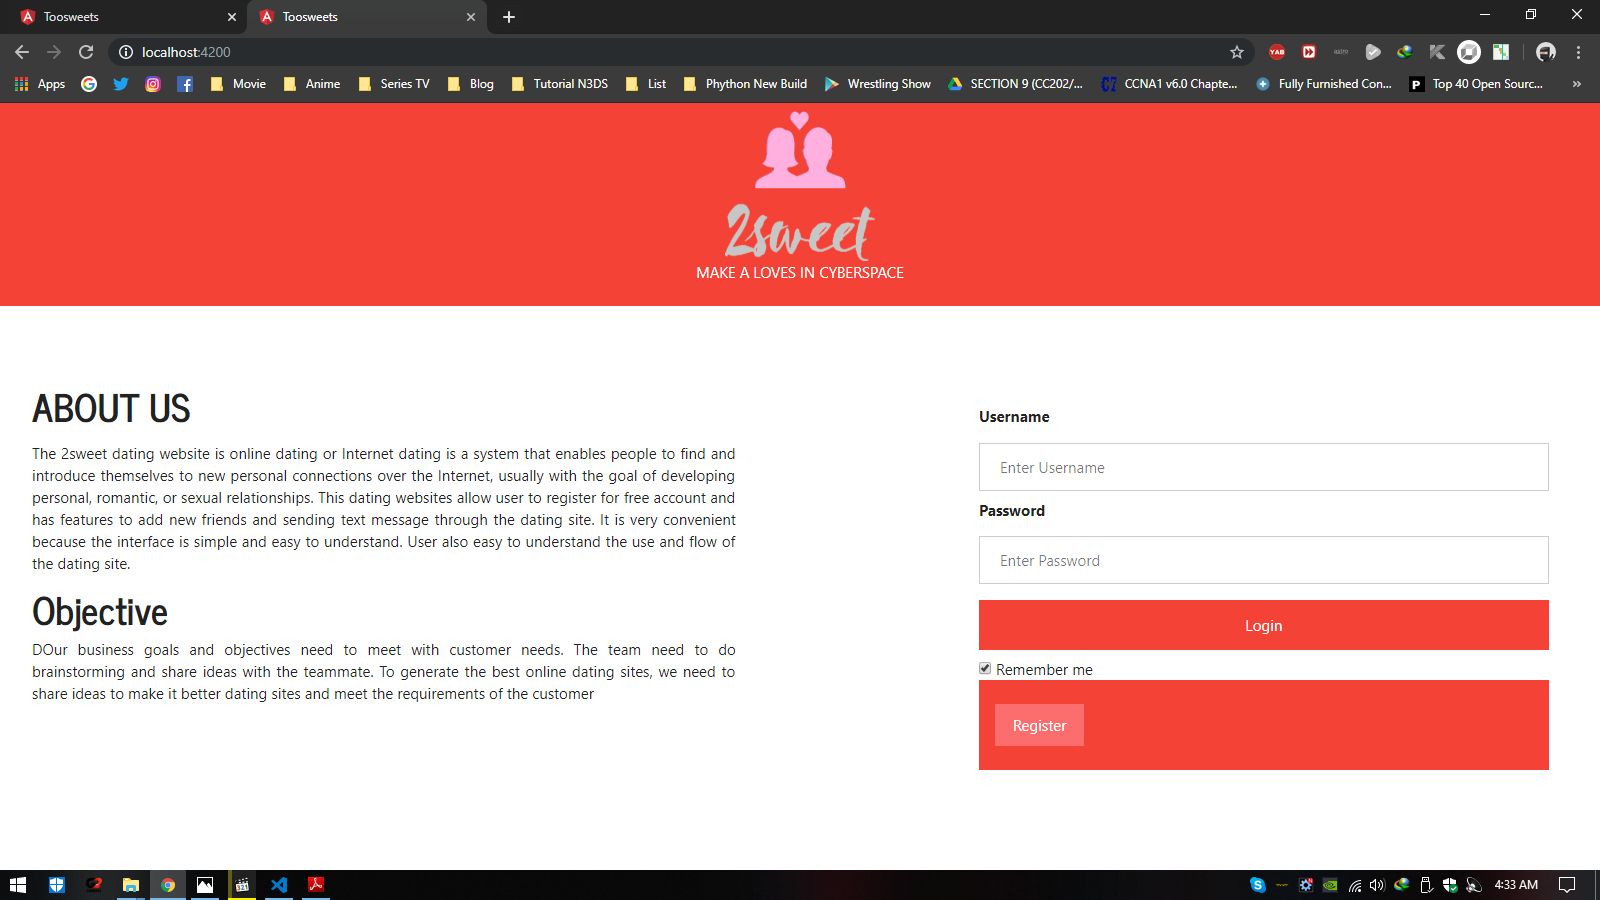 Toosweets
Toosweets
localhost:4200
Apps
Movie
Anime
Series TV
Blog
Tutorial N3DS
List
Phython New Build
Wrestling Show
SECTION 9 (CC202/...
CCNA1 v6.0 Chapte...
Fully Furnished Con...
Top 40 Open Sourc...
»
2sweet
MAKE A LOVES IN CYBERSPACE
ABOUT US
The 2sweet dating website is online dating or Internet dating is a system that enables people to find and
introduce themselves to new personal connections over the Internet, usually with the goal of developing
personal, romantic, or sexual relationships. This dating websites allow user to register for free account and
has features to add new friends and sending text message through the dating site. It is very convenient
because the interface is simple and easy to understand. User also easy to understand the use and flow of
the dating site.
Objective
DOur business goals and objectives need to meet with customer needs. The team need to do
brainstorming and share ideas with the teammate. To generate the best online dating sites, we need to
share ideas to make it better dating sites and meet the requirements of the customer
Username
Enter Username
Password
Enter Password
Login
Remember me
Register
4:33 AM